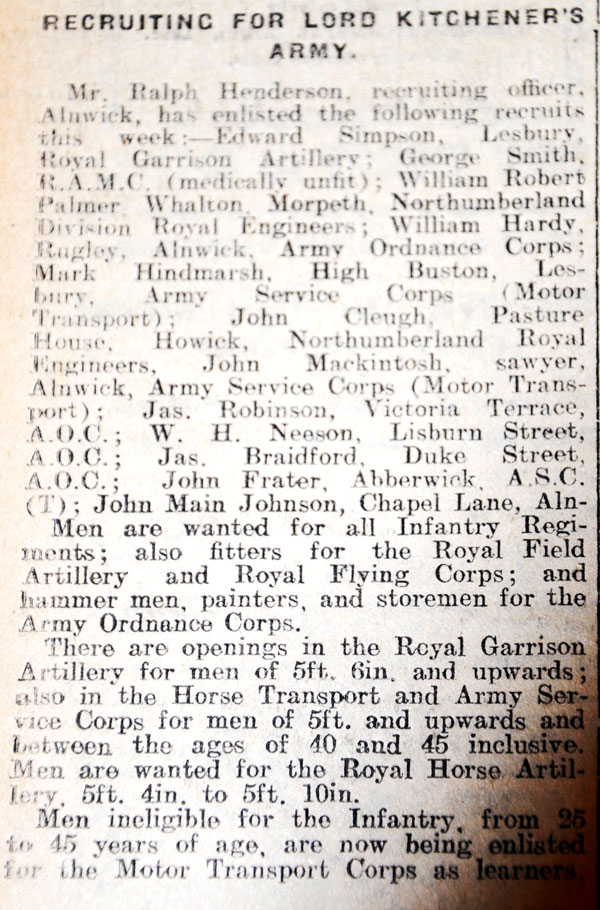 RECRUITING FOR LORD KITCHENER'S
ARMY.
Mr. Ralph Henderson, recruiting officer,
Alnwick, has enlisted the following recruits
this week:—Edward Simpson, Lesbury,
Royal Garrison Artillery; George Smith,
R.A.M.C. (medically unfit); William Robert
Palmer Whalton, Morpeth, Northumberland
Division Royal Engineers; William Hardy,
Rugley, Alnwick, Army Ordnance Corps;
Mark Hindmarsh, High Buston, Les-
bury, Army Service Corps (Motor
Transport); John Clough, Pasture
House, Howick, Northumberland Royal
Engineers, John Mackintosh, sawyer,
Alnwick, Army Service Corps (Motor Trans-
port); Jas. Robinson, Victoria Terrace,
A.O.C.; W. H. Neeson, Lisburn Street,
A.O.C.; Jas. Braidford, Duke Street,
A.O.C.; John Frater, Abberwick, A.S.C.
(T); John Main Johnson, Chapel Lane, Aln-
Men are wanted for all Infantry Regi-
ments; also fitters for the Royal Field
Artillery and Royal Flying Corps; and
hammer men, painters, and storemen for the
Army Ordnance Corps.
There are openings in the Royal Garrison
Artillery for men of 5ft. 6in. and upwards;
also in the Horse Transport and Army Ser-
vice Corps for men of 5ft. and upwards and
between the ages of 40 and 45 inclusive.
Men are wanted for the Royal Horse Artil-
lery, 5ft. 4in. to 5ft. 10in.
Men ineligible for the Infantry, from 25
to 45 years of age, are now being enlisted
for the Motor Transport Corps as learners.